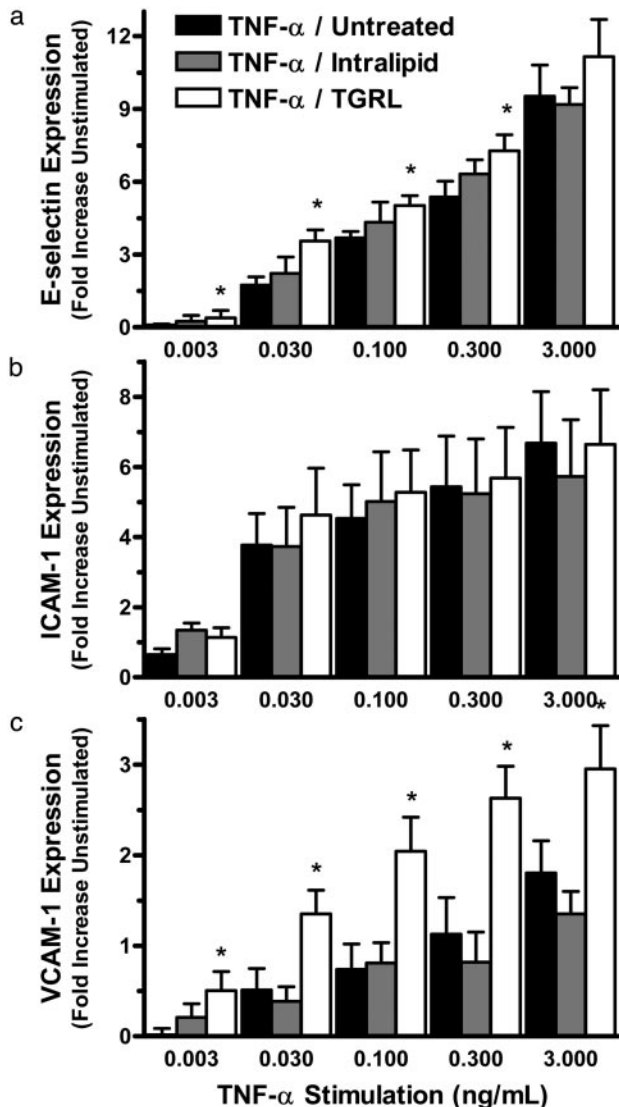 a
E-selectin Expression
(Fold Increase Unstimulated)
12
9
6
3
0
TNF-α / Untreated
TNF-α / Intralipid
TNF-α / TGRL
*
*
*
*
0.003 0.030 0.100 0.300 3.000
b
ICAM-1 Expression
(Fold Increase Unstimulated)
8
6
4
2
0
0.003 0.030 0.100 0.300 3.000
c
VCAM-1 Expression
(Fold Increase Unstimulated)
3
2
1
0
*
*
*
*
*
0.003 0.030 0.100 0.300 3.000
TNF-α Stimulation (ng/mL)